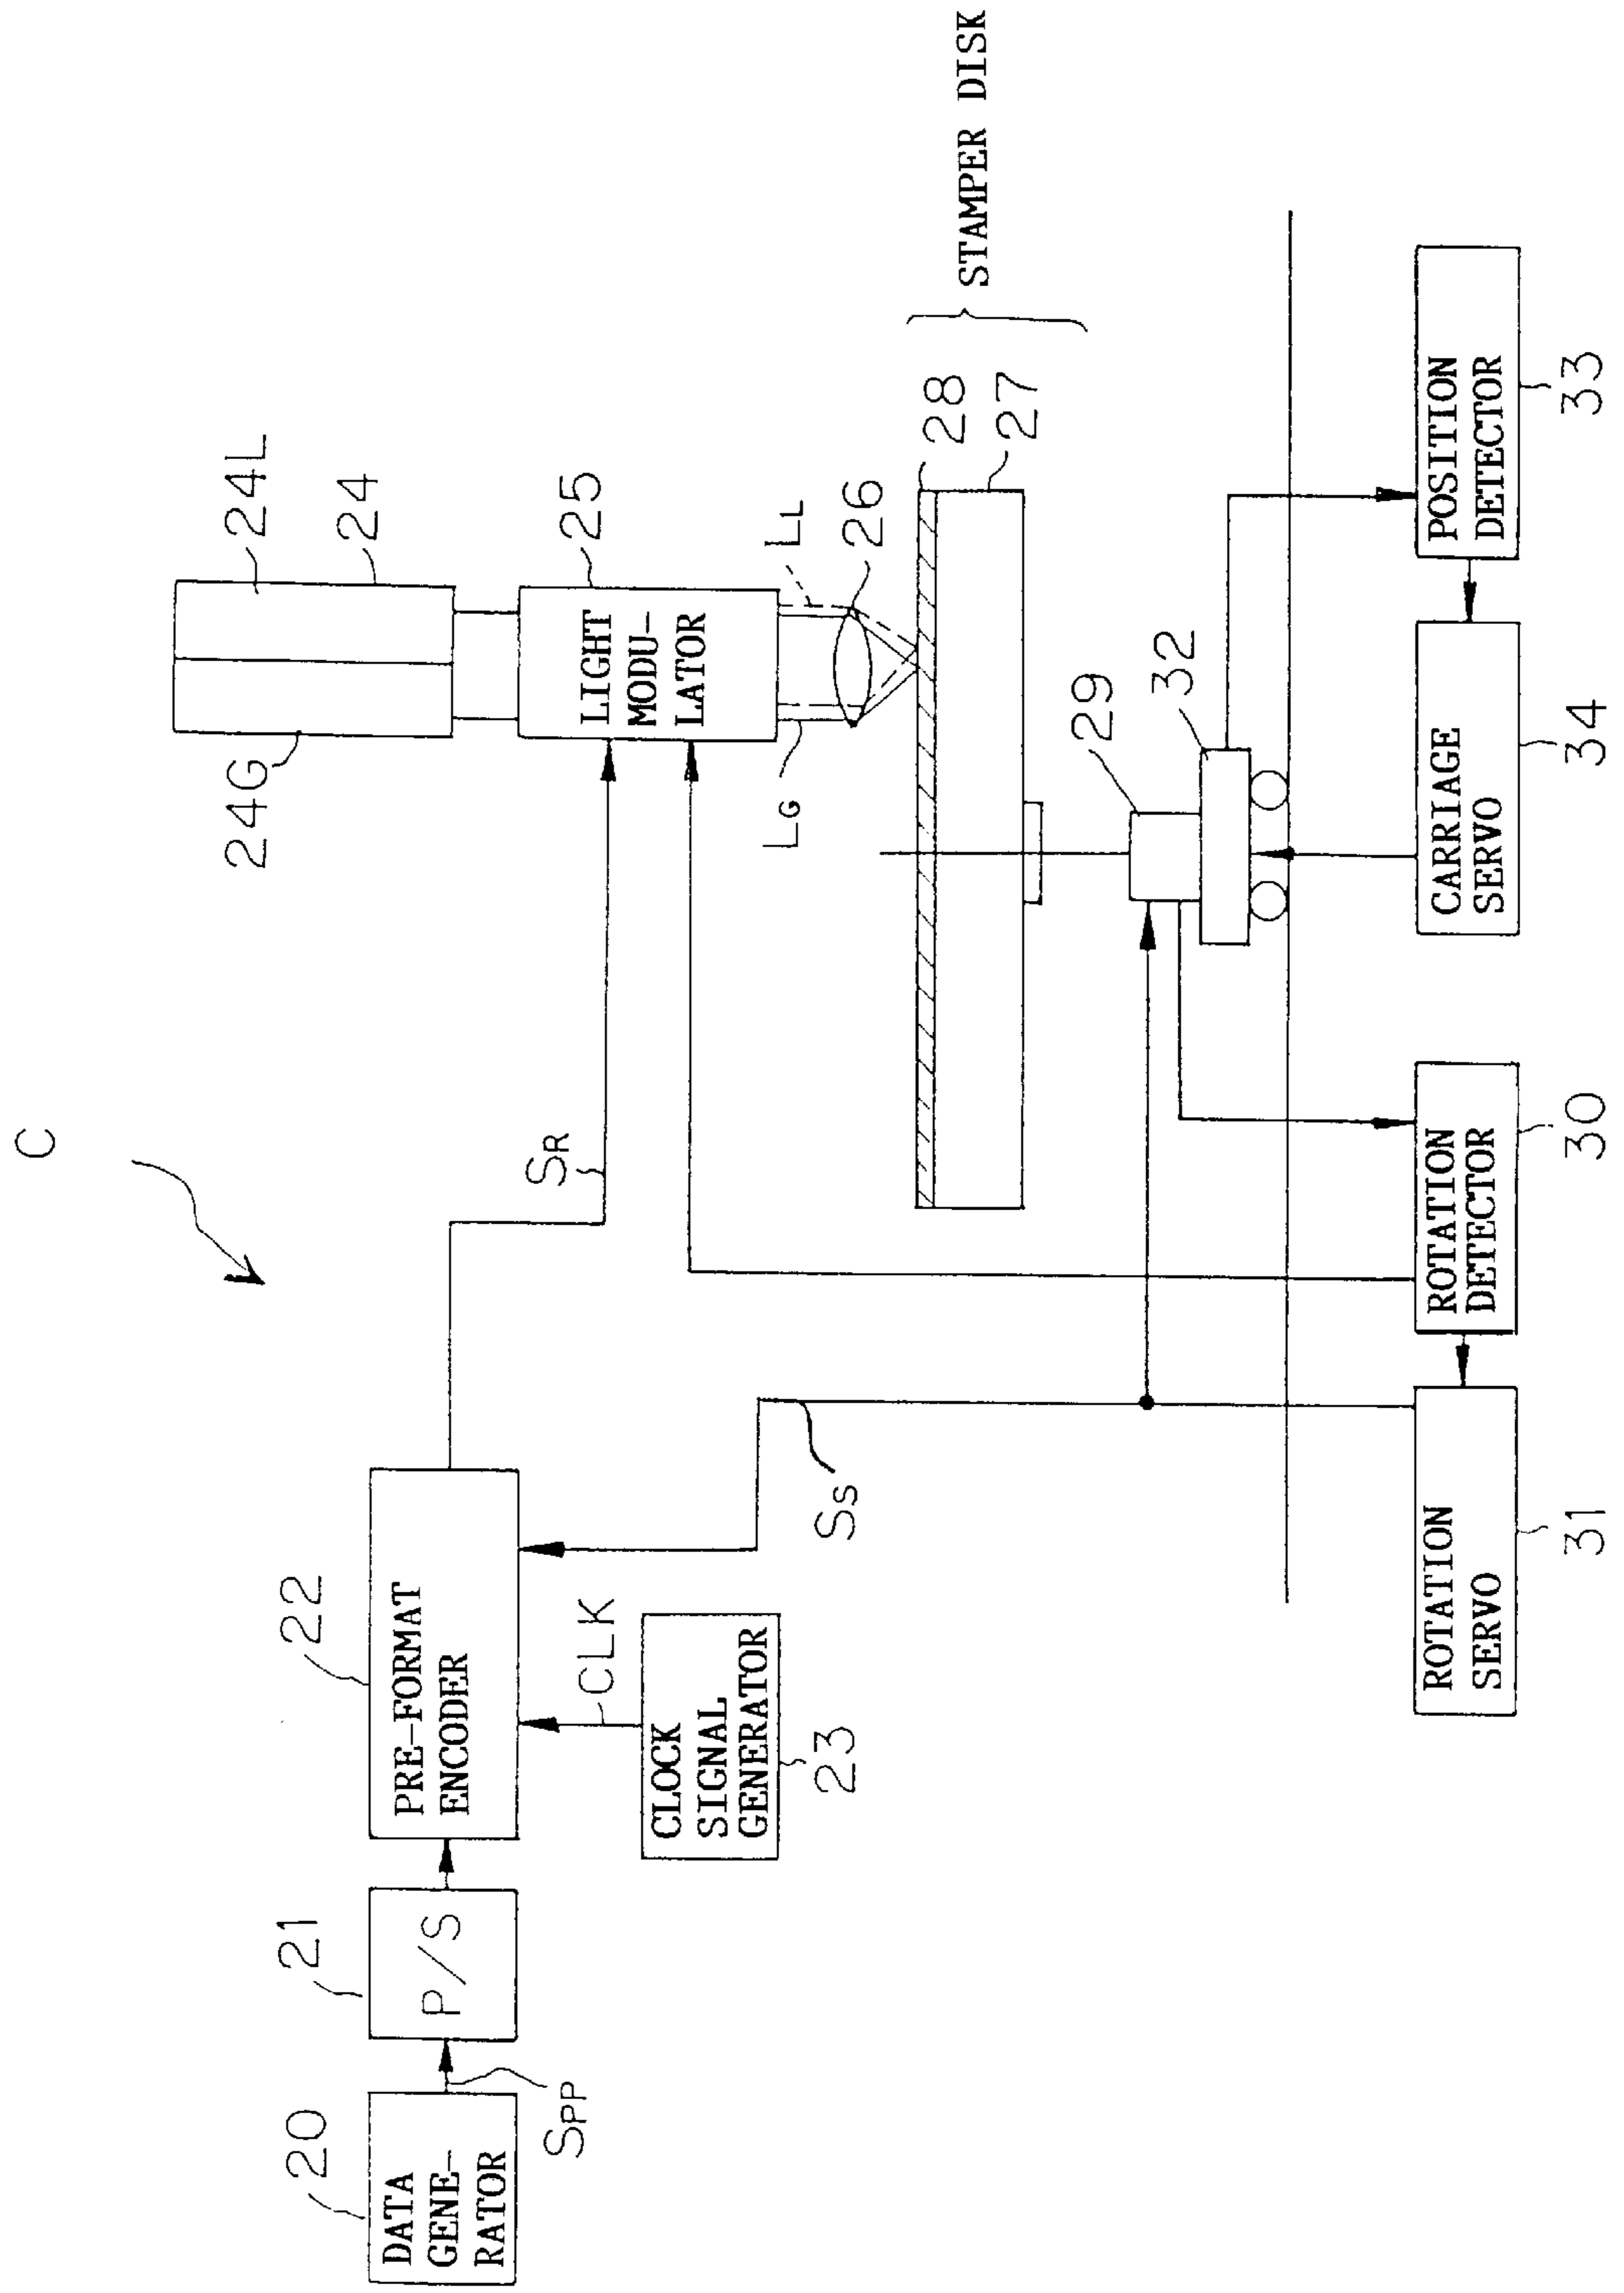 C
20
DATA
GENE-
RATOR
SPP
21
P/S
22
PRE-FORMAT
ENCODER
CLK
CLOCK
SIGNAL
GENERATOR
23
SS
SR
24G
24L
24
25
LIGHT
MODU-
LATOR
LG
LL
26
28
27
STAMPER DISK
29
32
ROTATION
SERVO
31
ROTATION
DETECTOR
30
CARRIAGE
SERVO
34
POSITION
DETECTOR
33